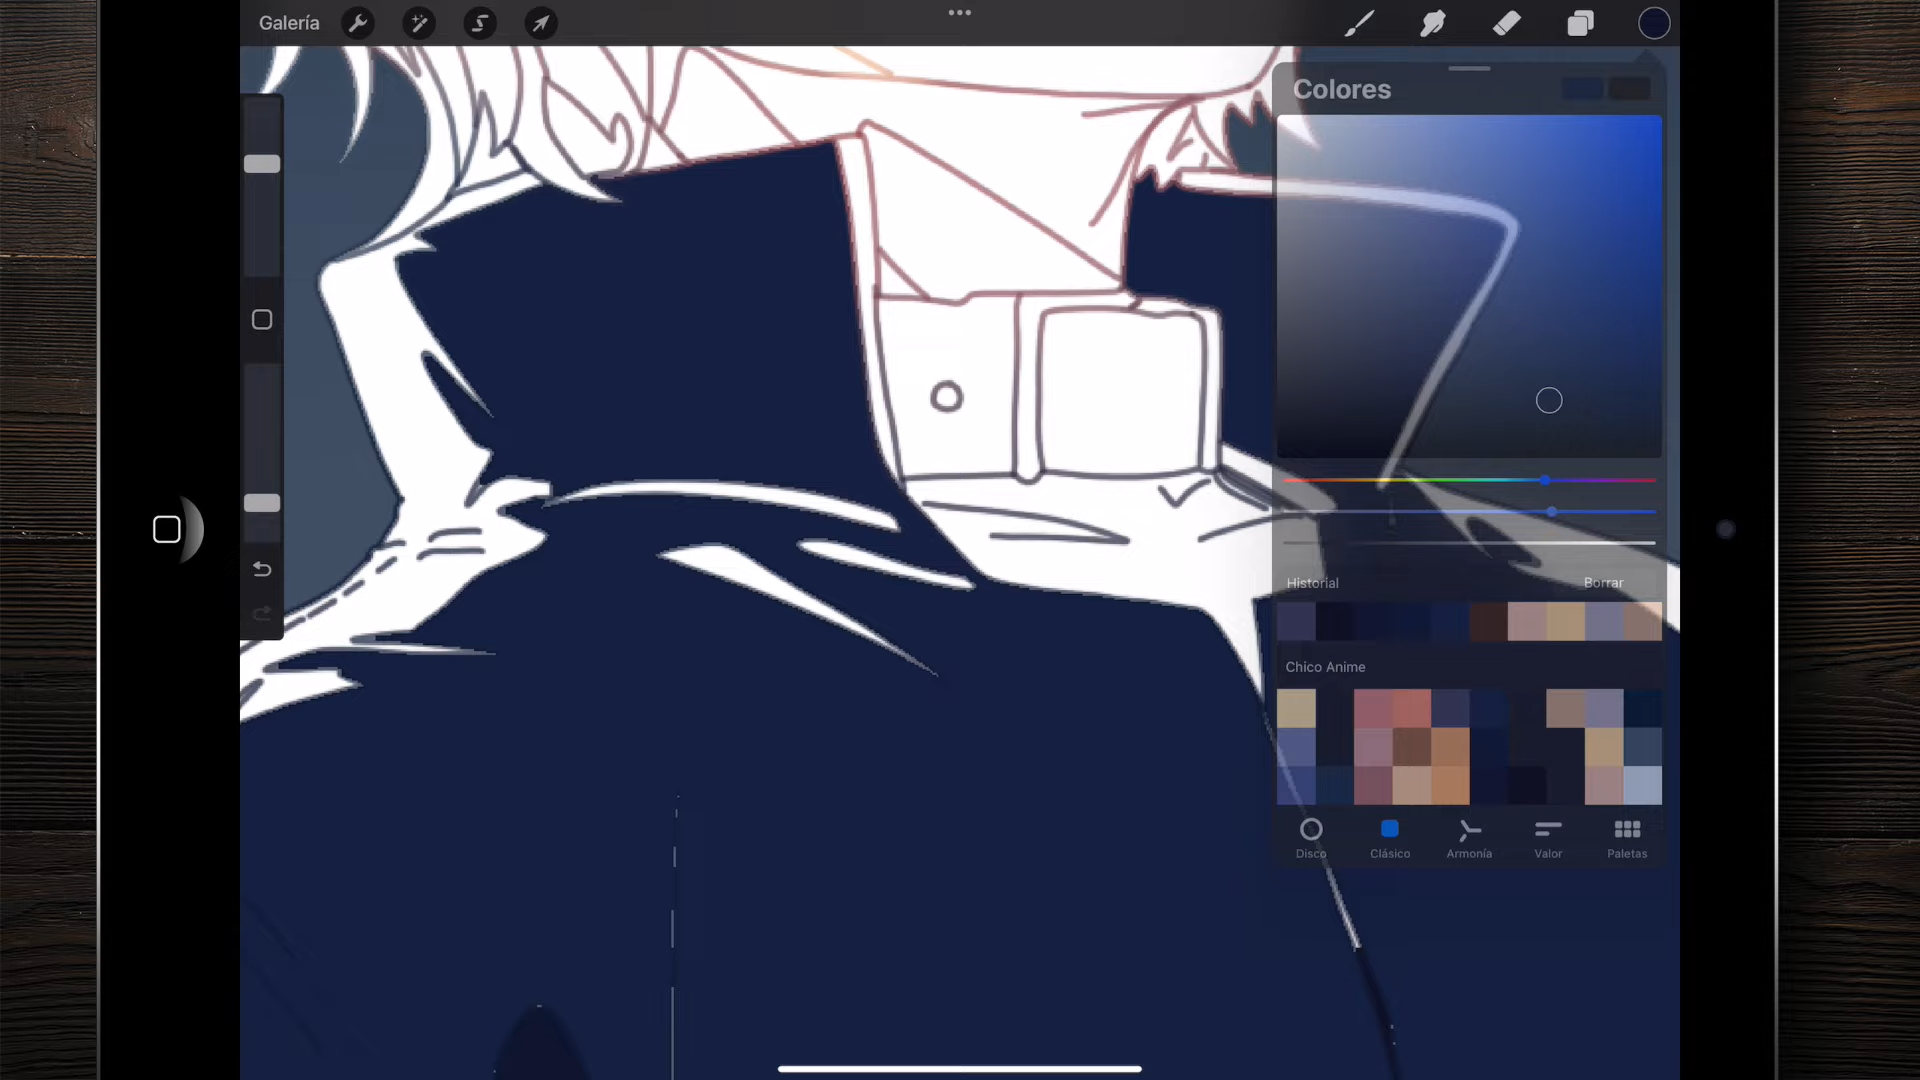 Galería
Colores
Historial
Borrar
Chico Anime
Disco
Clásico
Armonía
Valor
Paletas